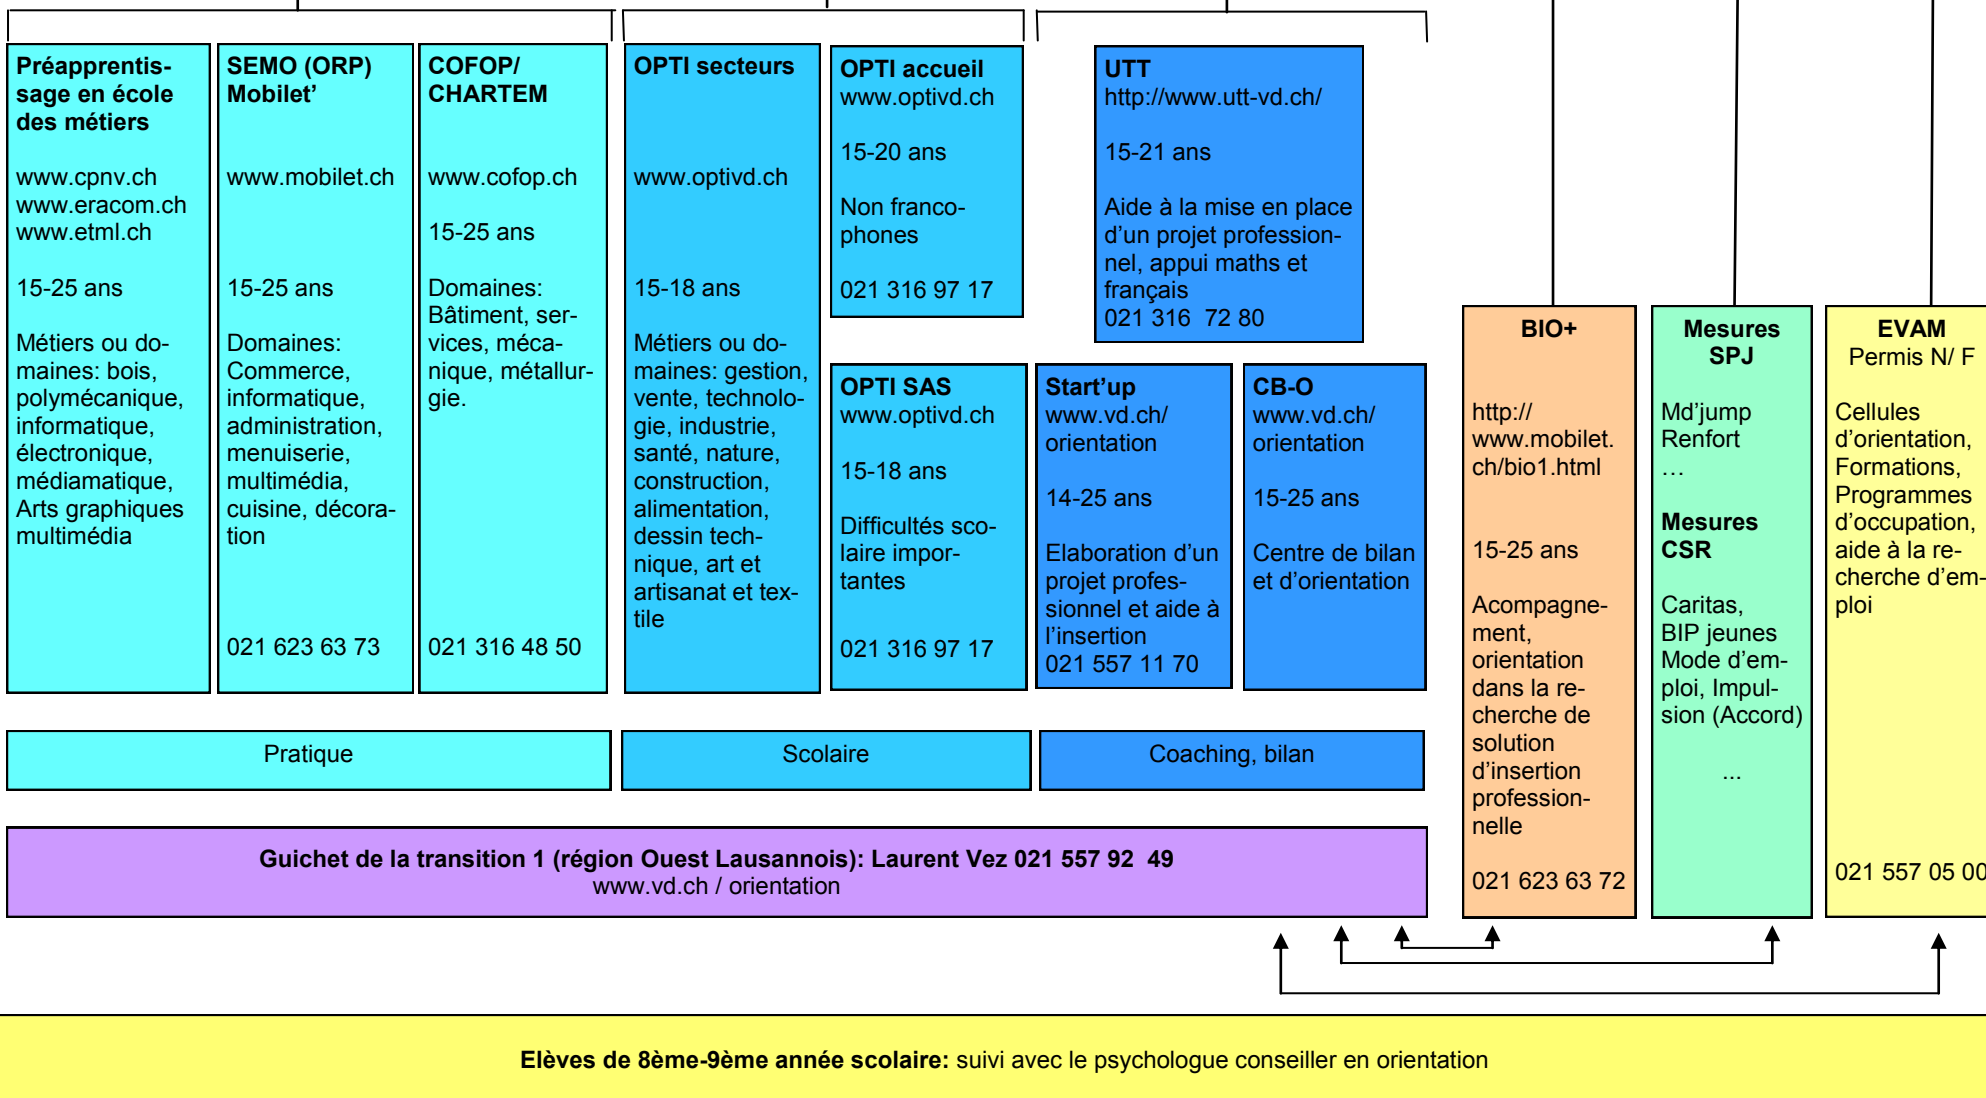 Préapprentis-
sage en école
des métiers
www.cpnv.ch
www.eracom.ch
www.etml.ch
15-25 ans
Métiers ou do-
maines: bois,
polymécanique,
informatique,
électronique,
médiamatique,
Arts graphiques
multimédia
SEMO (ORP)
Mobilet'
www.mobilet.ch
15-25 ans
Domaines:
Commerce,
informatique,
administration,
menuiserie,
multimédia,
cuisine, décora-
tion
021 623 63 73
COFOP/
CHARTEM
www.cofop.ch
15-25 ans
Domaines:
Bâtiment, ser-
vices, méca-
nique, métallur-
gie.
021 316 48 50
OPTI secteurs
www.optivd.ch
15-18 ans
Métiers ou do-
maines: gestion,
vente, technolo-
gie, industrie,
santé, nature,
construction,
alimentation,
dessin tech-
nique, art et
artisanat et tex-
tile
OPTI accueil
www.optivd.ch
15-20 ans
Non franco-
phones
021 316 97 17
OPTI SAS
www.optivd.ch
15-18 ans
Difficultés sco-
laire impor-
tantes
021 316 97 17
UTT
http://www.utt-vd.ch/
15-21 ans
Aide à la mise en place
d'un projet profession-
nel, appui maths et
français
021 316  72 80
Start'up
www.vd.ch/
orientation
14-25 ans
Elaboration d'un
projet profes-
sionnel et aide à
l'insertion
021 557 11 70
CB-O
www.vd.ch/
orientation
15-25 ans
Centre de bilan
et d'orientation
BIO+
http://
www.mobilet.
ch/bio1.html
15-25 ans
Acompagne-
ment,
orientation
dans la re-
cherche de
solution
d'insertion
profession-
nelle
021 623 63 72
Mesures
SPJ
Md'jump
Renfort
…
Mesures
CSR
Caritas,
BIP jeunes
Mode d'em-
ploi, Impul-
sion (Accord)
...
EVAM
Permis N/ F
Cellules
d'orientation,
Formations,
Programmes
d'occupation,
aide à la re-
cherche d'em-
ploi
021 557 05 00
Pratique
Scolaire
Coaching, bilan
Guichet de la transition 1 (région Ouest Lausannois): Laurent Vez 021 557 92  49
www.vd.ch / orientation
Elèves de 8ème-9ème année scolaire: suivi avec le psychologue conseiller en orientation